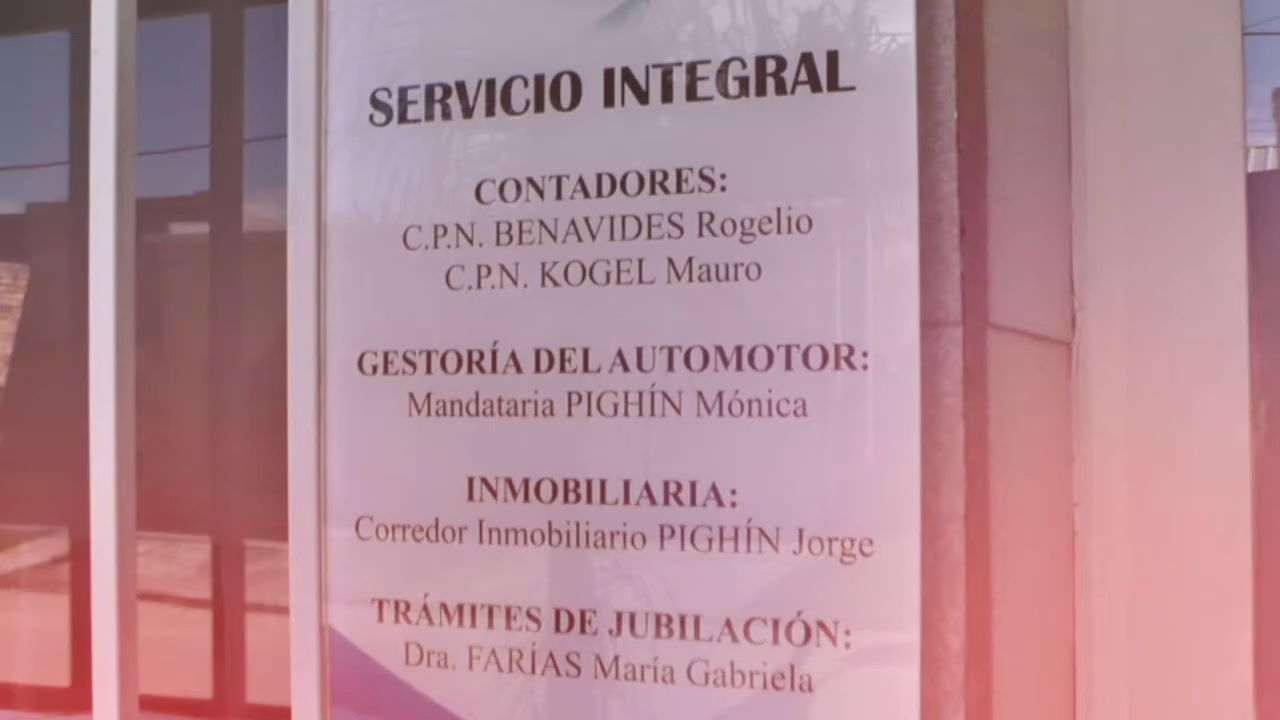 SERVICIO INTEGRAL
CONTADORES:
C.P.N. BENAVIDES Rogelio
C.P.N. KOGEL Mauro
GESTORÍA DEL AUTOMOTOR:
Mandataria PIGHÍN Mónica
INMOBILIARIA:
Corredor Inmobiliario PIGHÍN Jorge
TRÁMITES DE JUBILACIÓN:
Dra. FARÍAS María Gabriela